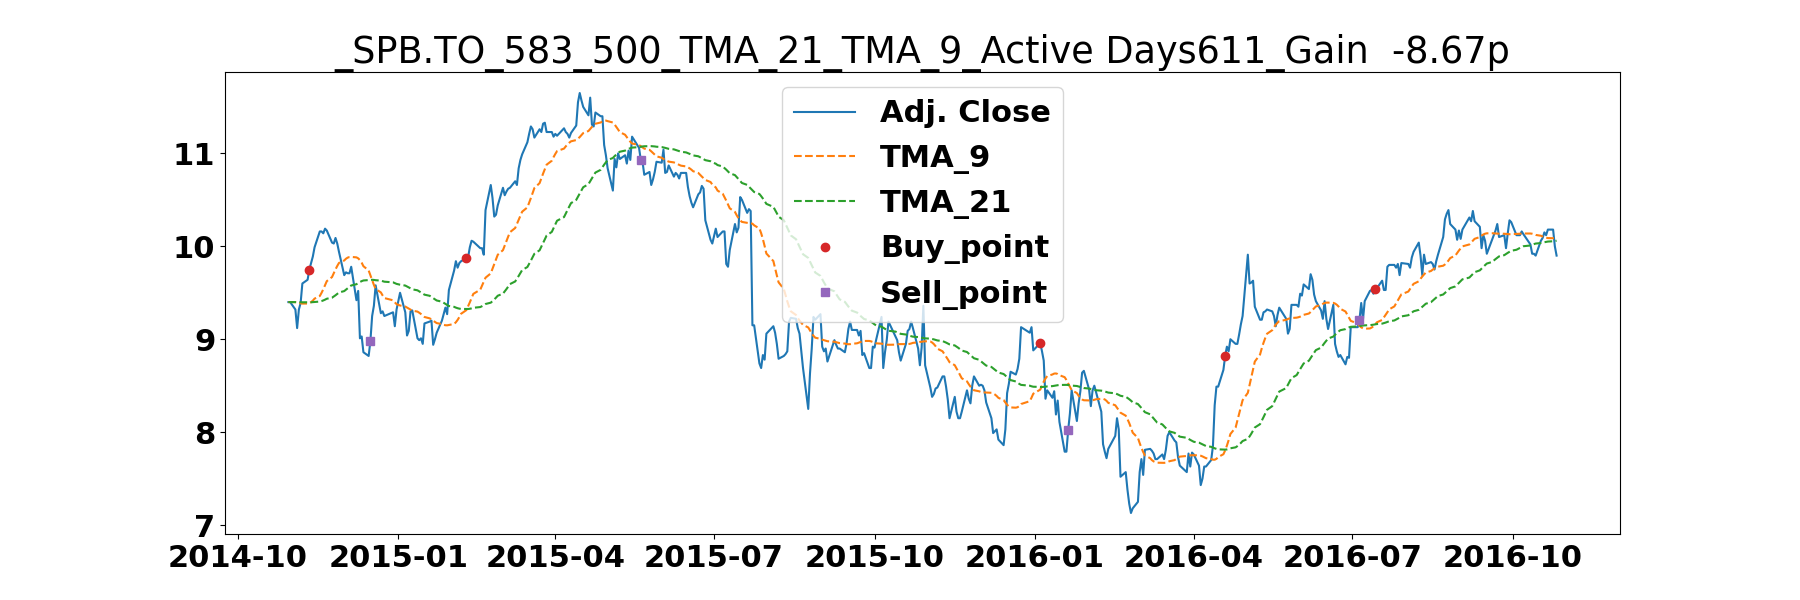 _SPB.TO_583_500_TMA_21_TMA_9_Active Days611_Gain  -8.67p
Adj. Close
TMA_9
TMA_21
Buy_point
Sell_point
11
10
9
8
7
2014-10 2015-01 2015-04 2015-07 2015-10 2016-01 2016-04 2016-07 2016-10